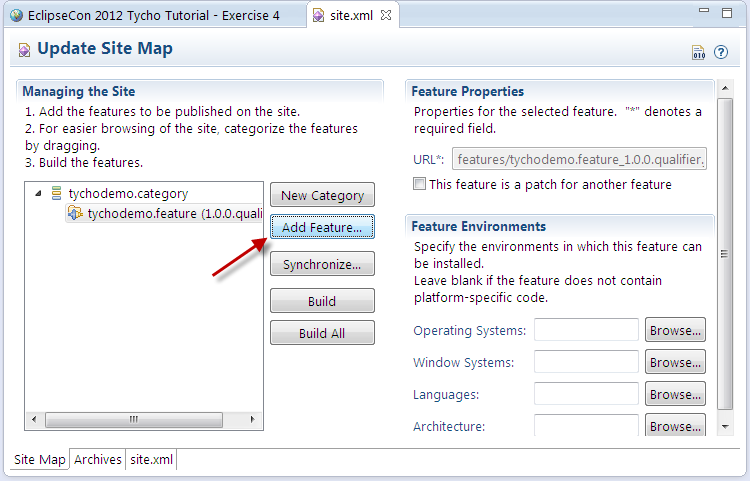 EclipseCon 2012 Tycho Tutorial - Exercise 4
site.xml
Update Site Map
Managing the Site
1. Add the features to be published on the site.
2. For easier browsing of the site, categorize the features
by dragging.
3. Build the features.
tychodemo.category
tychodemo.feature (1.0.0.quali
New Category
Add Feature...
Synchronize...
Build
Build All
Feature Properties
Properties for the selected feature. "*" denotes a
required field.
URL*: features/tychodemo.feature_1.0.0.qualifier.
This feature is a patch for another feature
Feature Environments
Specify the environments in which this feature can
be installed.
Leave blank if the feature does not contain
platform-specific code.
Operating Systems: Browse...
Window Systems: Browse...
Languages: Browse...
Architecture: Browse...
Site Map Archives site.xml